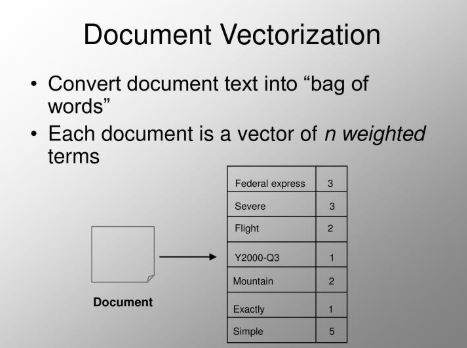 Document Vectorization
• Convert document text into “bag of
words”
• Each document is a vector of n weighted
terms
Federal express 3
Severe 3
Flight 2
Y2000-Q3 1
Mountain 2
Exactly 1
Simple 5
Document